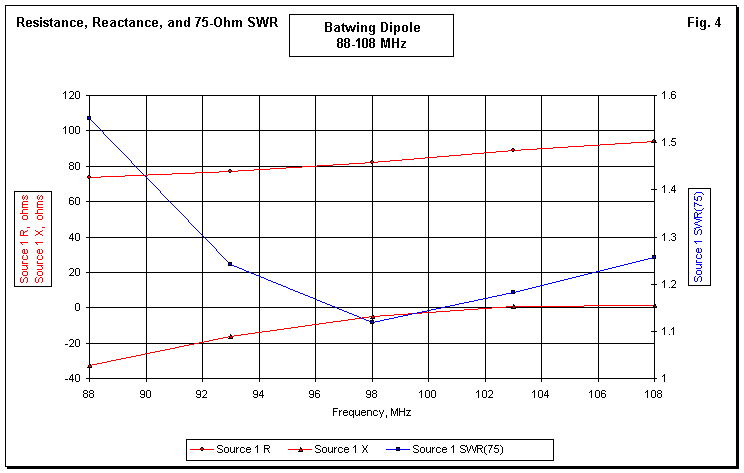 Resistance, Reactance, and 75-Ohm SWR
Batwing Dipole
88-108 MHz
Fig. 4
120
100
80
60
40
20
0
-20
-40
1.6
1.5
1.4
1.3
1.2
1.1
1
Source 1 R, ohms
Source 1 X, ohms
Source 1 SWR(75)
88 90 92 94 96 98 100 102 104 106 108
Frequency, MHz
Source 1 R Source 1 X Source 1 SWR(75)